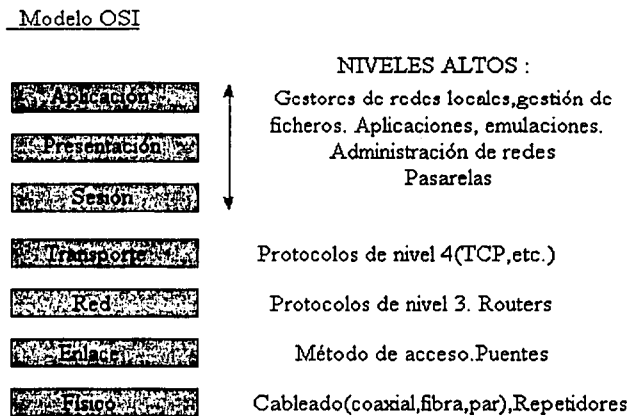 Modelo OSI
NIVELES ALTOS :
Aplicación
Gestores de redes locales,gestión de
ficheros. Aplicaciones, emulaciones.
Presentación
Administración de redes
Pasarelas
Sesión
Transporte
Protocolos de nivel 4(TCP,etc.)
Red
Protocolos de nivel 3. Routers
Enlace
Método de acceso.Puentes
Físico
Cableado(coaxial,fibra,par),Repetidores